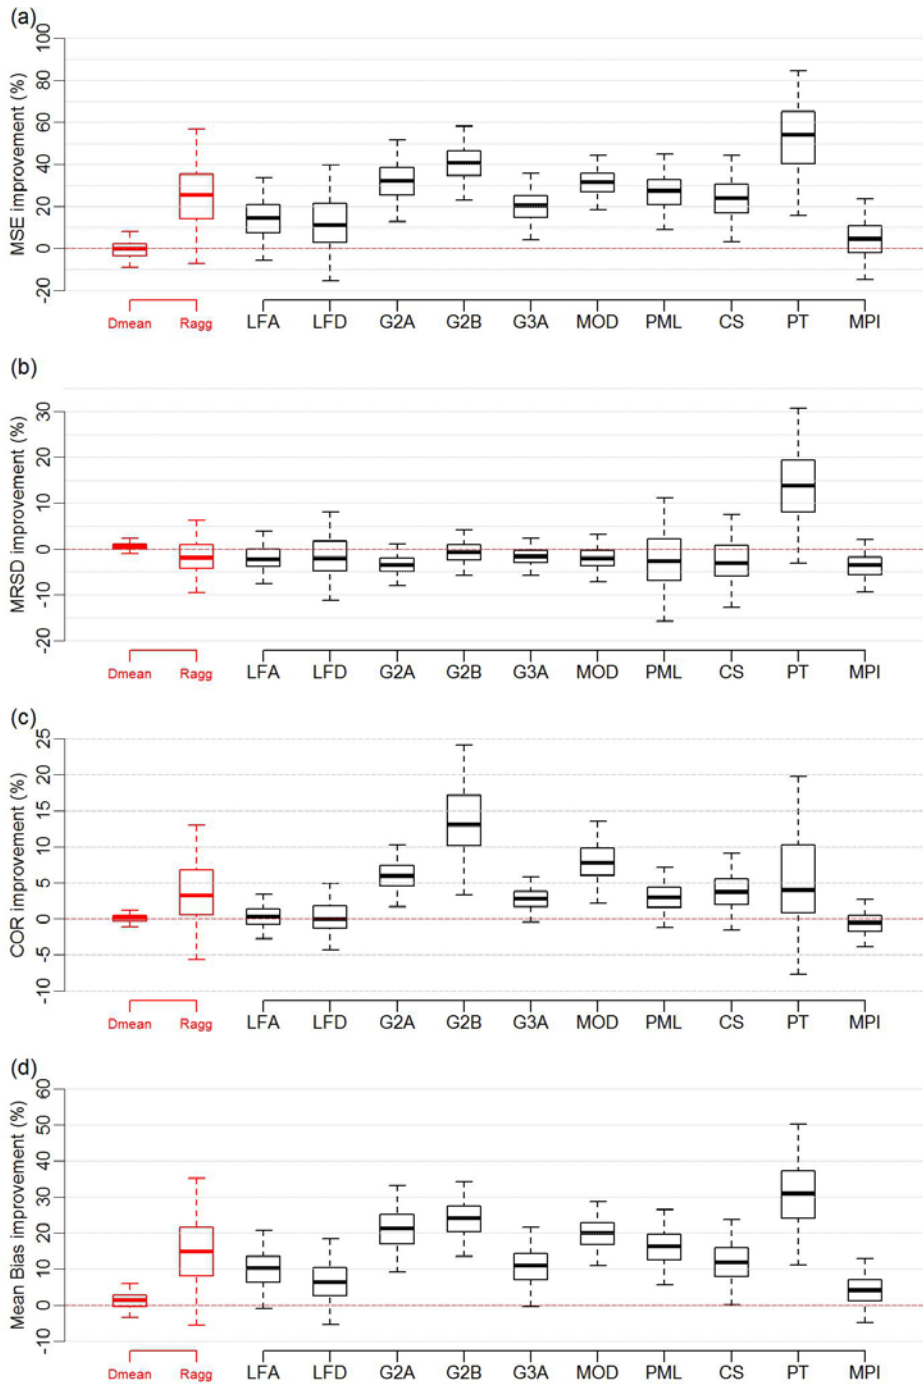 (a)
MSE improvement (%)
100
80
60
40
20
0
-20
Dmean Ragg LFA LFD G2A G2B G3A MOD PML CS PT MPI
(b)
MRSD improvement (%)
30
20
10
0
-10
-20
Dmean Ragg LFA LFD G2A G2B G3A MOD PML CS PT MPI
(c)
COR improvement (%)
25
20
15
10
5
0
-5
-10
Dmean Ragg LFA LFD G2A G2B G3A MOD PML CS PT MPI
(d)
Mean Bias improvement (%)
60
50
40
30
20
10
0
-10
Dmean Ragg LFA LFD G2A G2B G3A MOD PML CS PT MPI